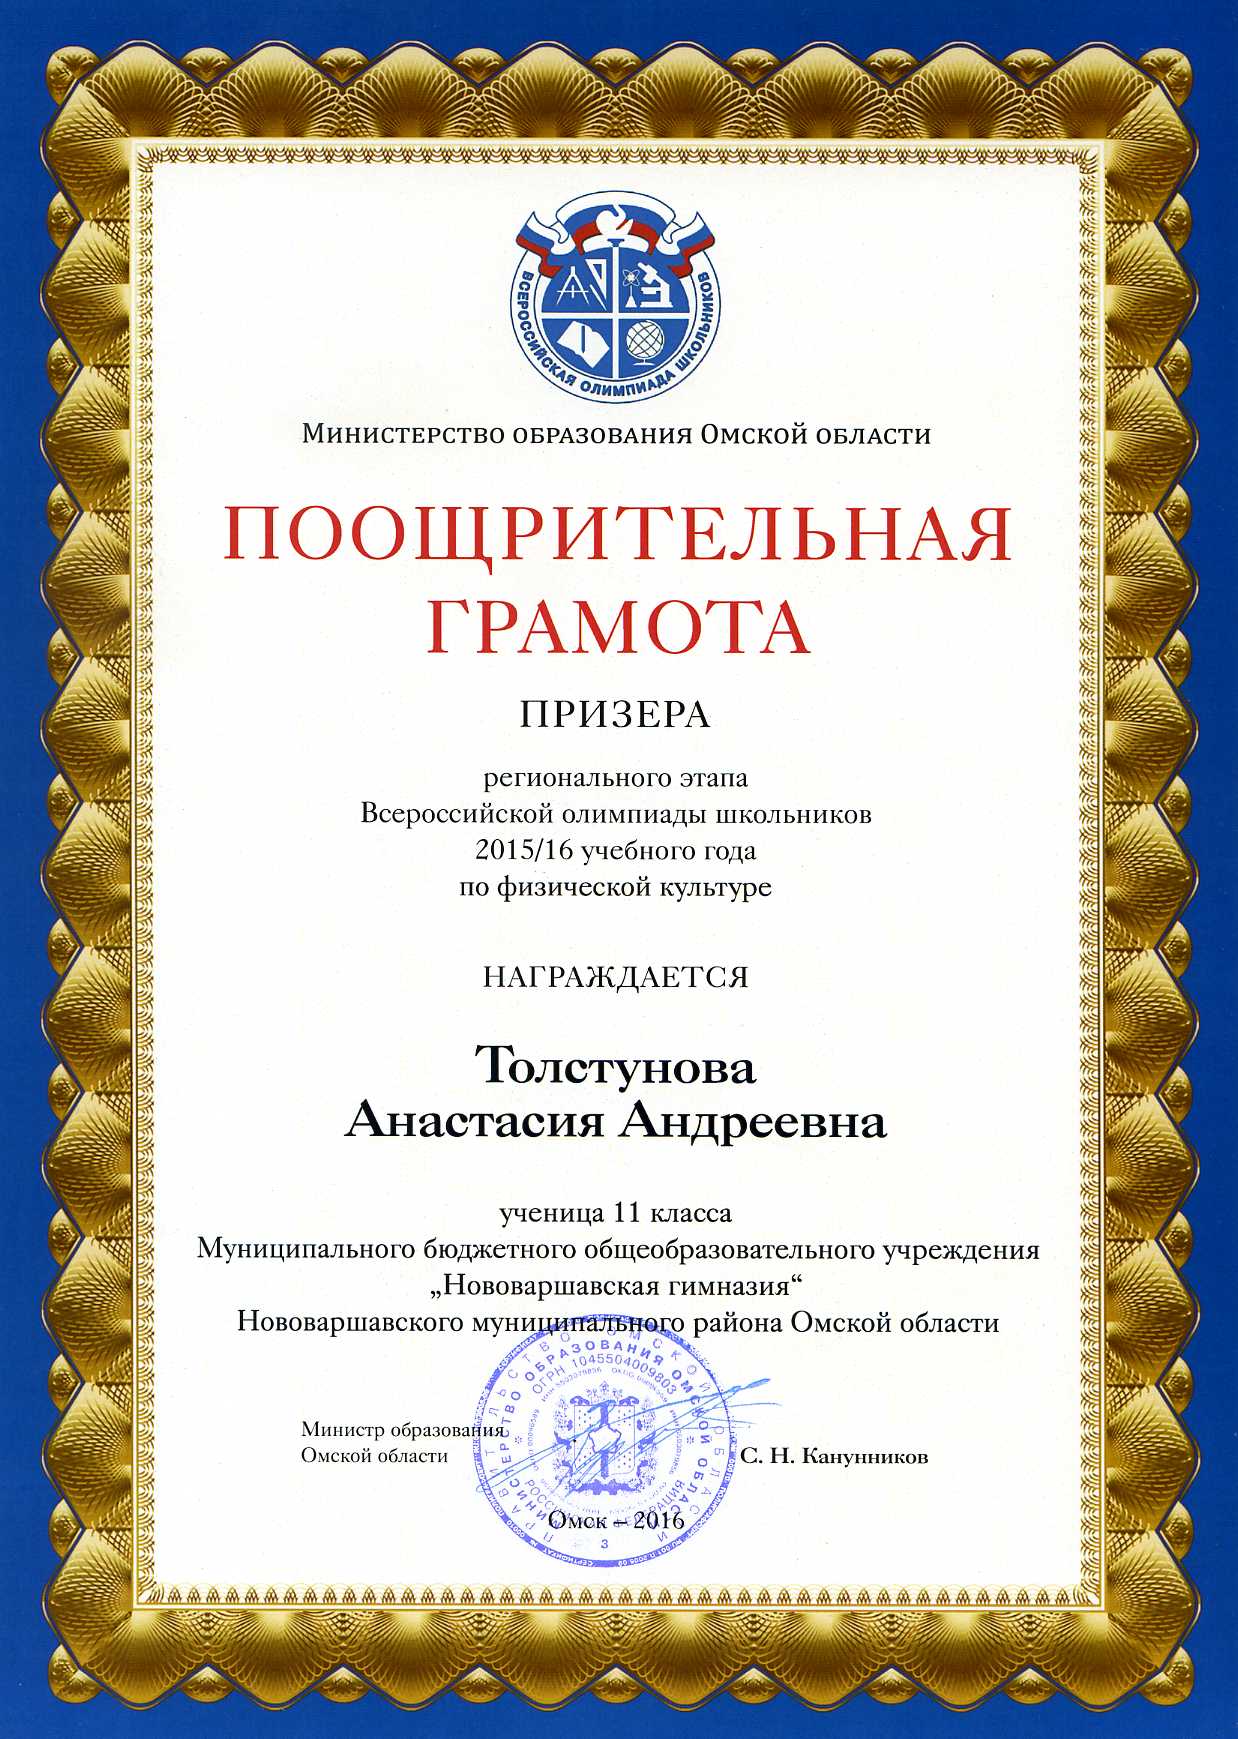 ВСЕРОССИЙСКАЯ ОЛИМПИАДА ШКОЛЬНИКОВ
Министерство образования Омской области
ПООЩРИТЕЛЬНАЯ
ГРАМОТА
ПРИЗЕРА
регионального этапа
Всероссийской олимпиады школьников
2015/16 учебного года
по физической культуре
НАГРАЖДАЕТСЯ
Толстунова
Анастасия Андреевна
ученица 11 класса
Муниципального бюджетного общеобразовательного учреждения
„Нововаршавская гимназия“
Нововаршавского муниципального района Омской области
ПРАВИТЕЛЬСТВО ОМСКОЙ ОБЛАСТИ
МИНИСТЕРСТВО ОБРАЗОВАНИЯ ОМСКОЙ ОБЛАСТИ
ОГРН 1045504009803
РОССИЙСКАЯ ФЕДЕРАЦИЯ
3
Министр образования
Омской области
С. Н. Канунников
Омск – 2016